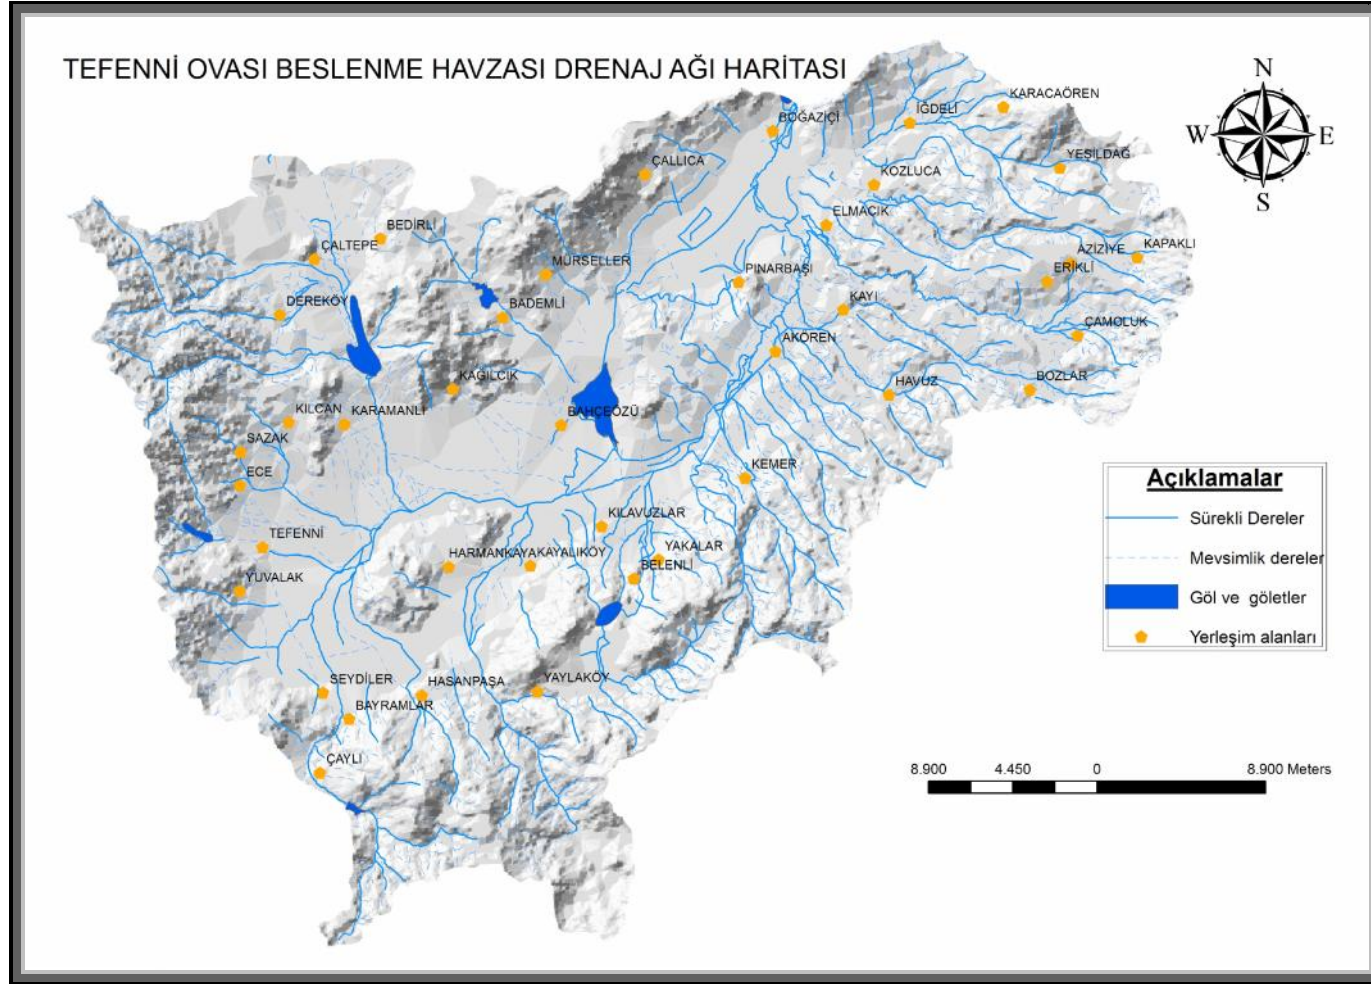 TEFENNİ OVASI BESLENME HAVZASI DRENAJ AĞI HARİTASI
N
W E
S
KARACAÖREN
İĞDELİ
BOĞAZİÇİ
YEŞİLDAĞ
ÇALLICA
KOZLUCA
ELMACIK
BEDİRLİ
ÇALTEPE
AZİZİYE
KAPAKLI
MÜRSELLER
PINARBAŞI
ERİKLİ
DEREKÖY
BADEMLİ
KAYI
ÇAMOLUK
AKÖREN
KAĞILCIK
HAVUZ
BOZLAR
KILCAN
KARAMANLI
BAHÇEÖZÜ
SAZAK
ECE
KEMER
Açıklamalar
Sürekli Dereler
Mevsimlik dereler
Göl ve göletler
Yerleşim alanları
KILAVUZLAR
TEFENNİ
HARMANKAYA
KAYALIKÖY
YAKALAR
BELENLİ
YUVALAK
SEYDİLER
HASANPAŞA
YAYLAKÖY
BAYRAMLAR
ÇAYLI
8.900 4.450 0 8.900 Meters